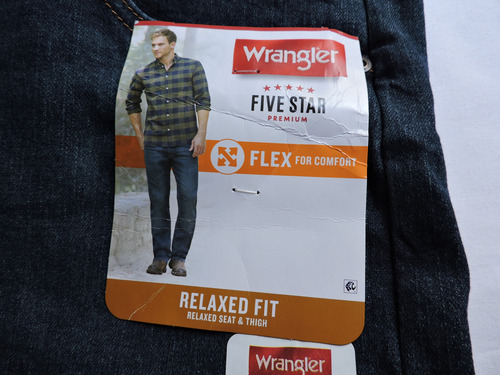 Wrangler
FIVE STAR
PREMIUM
FLEX FOR COMFORT
RELAXED FIT
RELAXED SEAT & THIGH
Wrangler